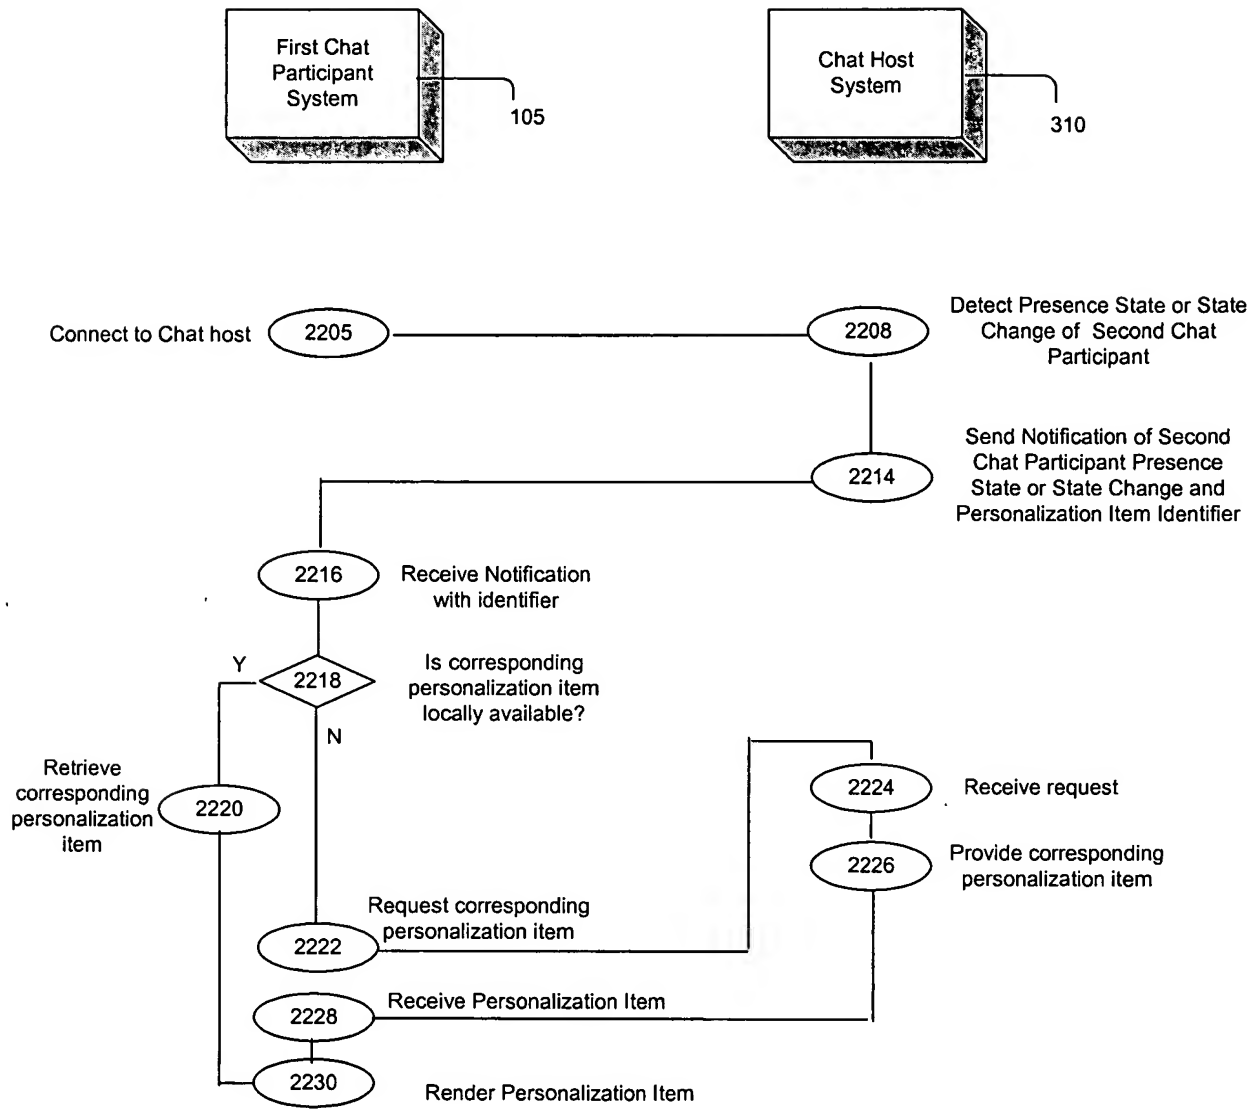 First Chat
Participant
System
105
Chat Host
System
310
Connect to Chat host
2205
2208
Detect Presence State or State
Change of Second Chat
Participant
2214
Send Notification of Second
Chat Participant Presence
State or State Change and
Personalization Item Identifier
2216
Receive Notification
with identifier
Y
2218
Is corresponding
personalization item
locally available?
N
Retrieve
corresponding
personalization
item
2220
2224
Receive request
2226
Provide corresponding
personalization item
Request corresponding
personalization item
2222
Receive Personalization Item
2228
2230
Render Personalization Item